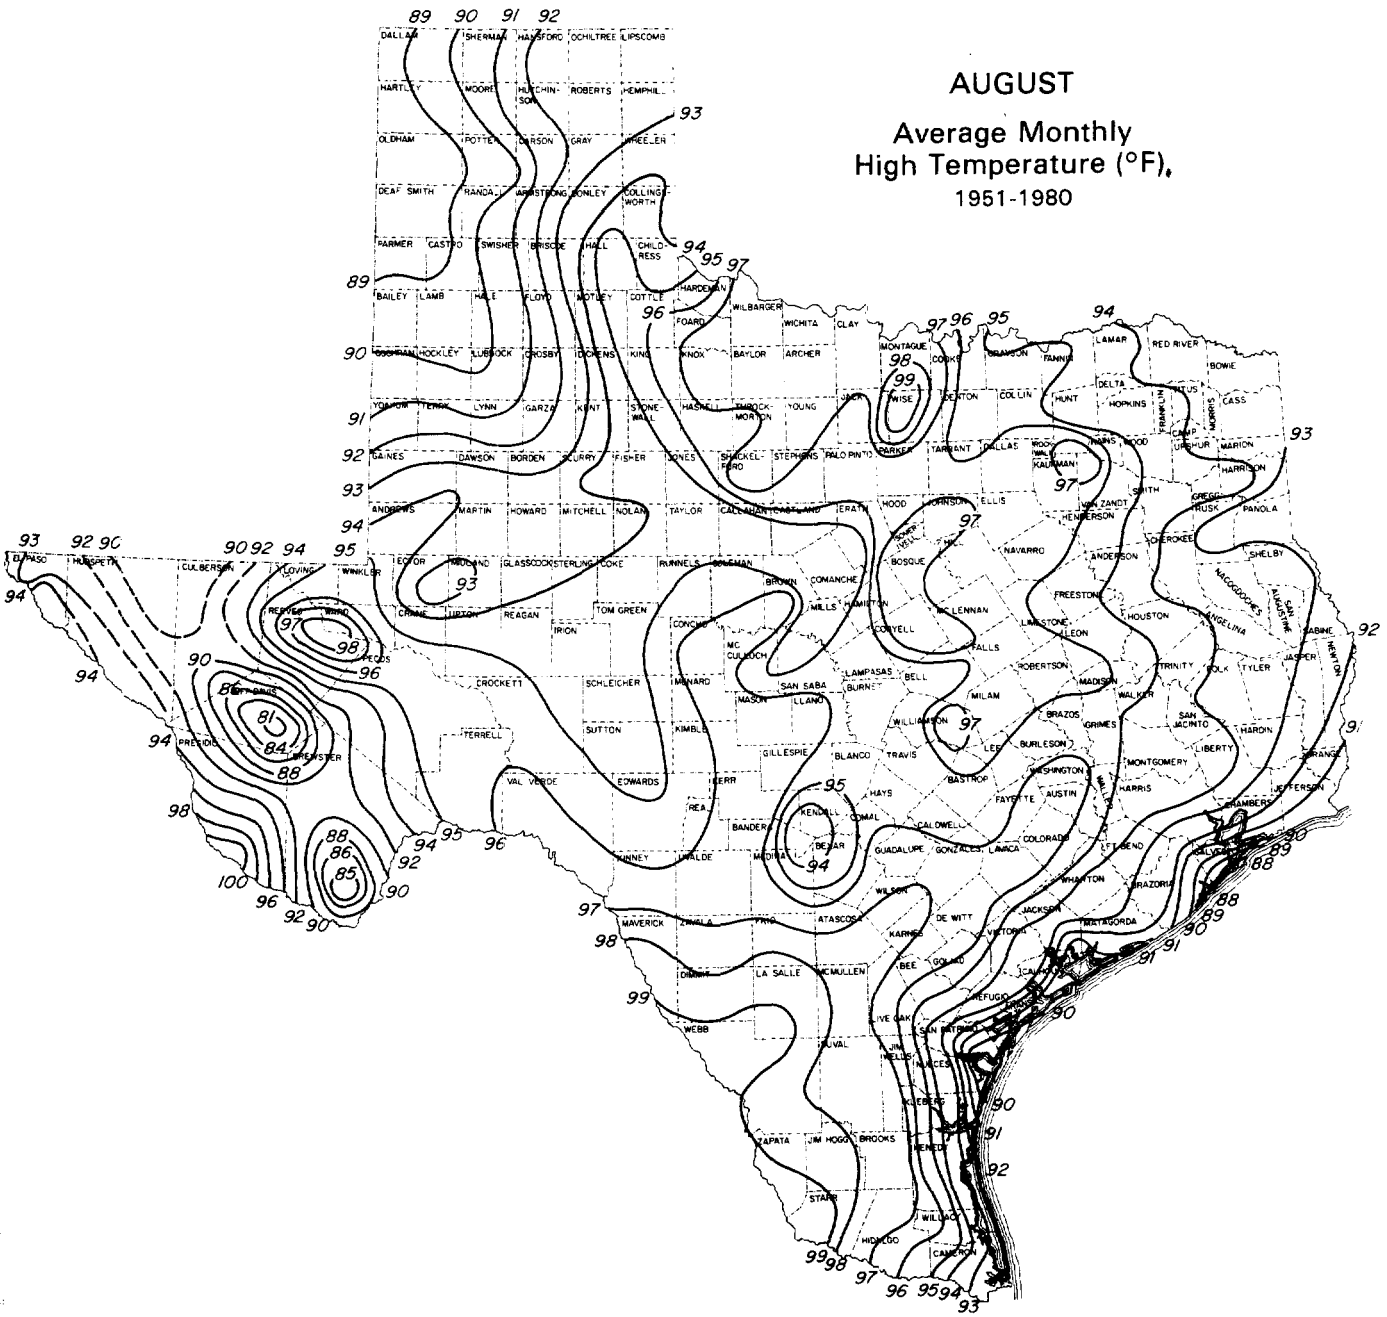 89 90 91 92
DALLAM SHERMAN HANSFORD OCHILTREE LIPSCOMB
AUGUST
Average Monthly
High Temperature (°F).
1951-1980
HARTLEY MOORE HUTCHIN-
SON ROBERTS HEMPHILL
93
OLDHAM POTTER CARSON GRAY WHEELER
DEAF SMITH RANDALL ARMSTRONG DONLEY COLLINGS-
WORTH
PARMER CASTRO SWISHER BRISCOE HALL CHILD-
RESS
94 95 97
89
BAILEY LAMB HALE FLOYD MOTLEY COTTLE HARDEMAN
96 FOARD WILBARGER WICHITA CLAY
97 96 95 94
90
COCHRAN HOCKLEY LUBBOCK CROSBY DICKENS KING KNOX BAYLOR ARCHER MONTAGUE COOKE GRAYSON FANNIN LAMAR RED RIVER BOWIE
98
99
91
YOAKUM TERRY LYNN GARZA KENT STONE-
WALL HASKELL THROCK-
MORTON YOUNG JACK WISE DENTON COLLIN HUNT DELTA
HOPKINS FRANKLIN TITUS MORRIS CASS
CAMP
UPSHUR MARION 93
92
GAINES DAWSON BORDEN SCURRY FISHER JONES SHACKEL-
FORD STEPHENS PALO PINTO PARKER TARRANT DALLAS ROCK-
WALL
KAUFMAN RAINS WOOD HARRISON
93
97
94
ANDREWS MARTIN HOWARD MITCHELL NOLAN TAYLOR CALLAHAN EASTLAND ERATH HOOD JOHNSON ELLIS VAN ZANDT SMITH GREGG
RUSK PANOLA
HENDERSON
97
93 92 90 90 92 94 95
EL PASO HUDSPETH CULBERSON LOVING WINKLER ECTOR MIDLAND GLASSCOCK STERLING COKE RUNNELS COLEMAN BROWN COMANCHE BOSQUE HILL NAVARRO ANDERSON CHEROKEE SHELBY
93
94
REEVES WARD CRANE UPTON REAGAN TOM GREEN IRION CONCHO MILLS HAMILTON MC LENNAN FREESTONE NACOGDOCHES SAN
AUGUSTINE
97
98
PECOS
96
MC
CULLOCH CORYELL FALLS LIMESTONE LEON HOUSTON ANGELINA SABINE 92
90
94
JEFF DAVIS
86
81
84
88
CROCKETT SCHLEICHER MENARD SAN SABA LAMPASAS BURNET BELL ROBERTSON MADISON TRINITY POLK TYLER JASPER NEWTON
MASON LLANO MILAM WALKER
94 PRESIDIO BREWSTER TERRELL SUTTON KIMBLE WILLIAMSON 97 BRAZOS GRIMES SAN
JACINTO HARDIN 91
GILLESPIE BLANCO TRAVIS LEE BURLESON LIBERTY ORANGE
VAL VERDE EDWARDS KERR BASTROP WASHINGTON MONTGOMERY
95
HAYS FAYETTE AUSTIN WALLER HARRIS JEFFERSON
98
REAL KENDALL COMAL CALDWELL CHAMBERS
88
86
85
92 94 95 96
BANDERA COLORADO 90
KINNEY UVALDE MEDINA BEXAR GUADALUPE GONZALES LAVACA FT BEND GALVESTON 89
94
88
100 96 92 90 90
WILSON WHARTON BRAZORIA 88
89
97
MAVERICK ZAVALA FRIO ATASCOSA KARNES DE WITT JACKSON MATAGORDA 90
98
VICTORIA 91
91
DIMMIT LA SALLE MCMULLEN BEE GOLIAD CALHOUN
99
REFUGIO ARANSAS
90
WEBB LIVE OAK SAN PATRICIO
DUVAL JIM
WELLS NUECES
KLEBERG 90
91
ZAPATA JIM HOGG BROOKS KENEDY
92
STARR
WILLACY
HIDALGO CAMERON
99 98 97 96 95 94 93